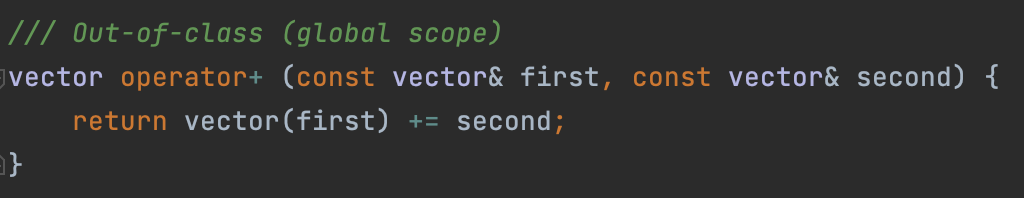 /// Out-of-class (global scope)
vector operator+ (const vector& first, const vector& second) {
    return vector(first) += second;
}